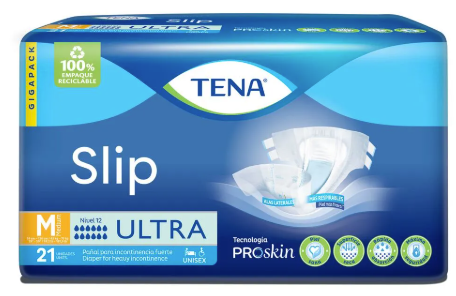 GIGAPACK
100%
EMPAQUE
RECICLABLE
TENA®
Slip
M
Nivel 12
ULTRA
21
Pañal para incontinencia fuerte
Diaper for heavy incontinence
UNISEX
Tecnología
PROskin